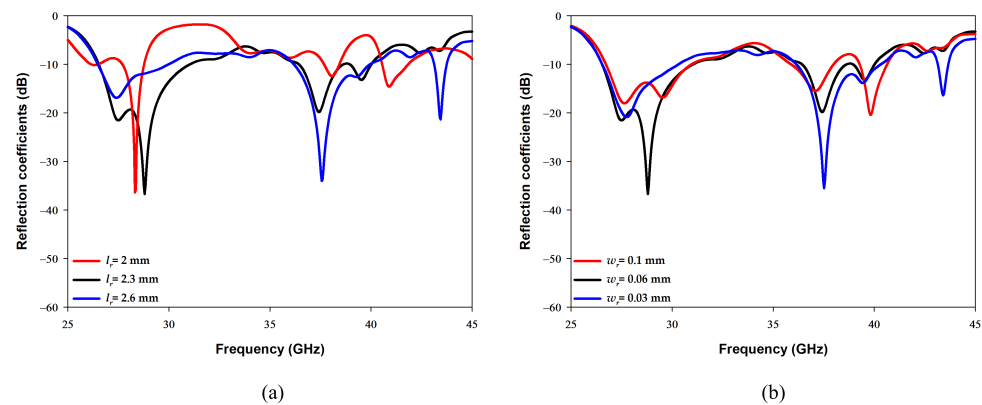 0
−10
−20
−30
−40
−50
−60
Reflection coefficients (dB)
lr= 2 mm
lr= 2.3 mm
lr= 2.6 mm
25 30 35 40 45
Frequency (GHz)
(a)
0
−10
−20
−30
−40
−50
−60
Reflection coefficients (dB)
wr= 0.1 mm
wr= 0.06 mm
wr= 0.03 mm
25 30 35 40 45
Frequency (GHz)
(b)